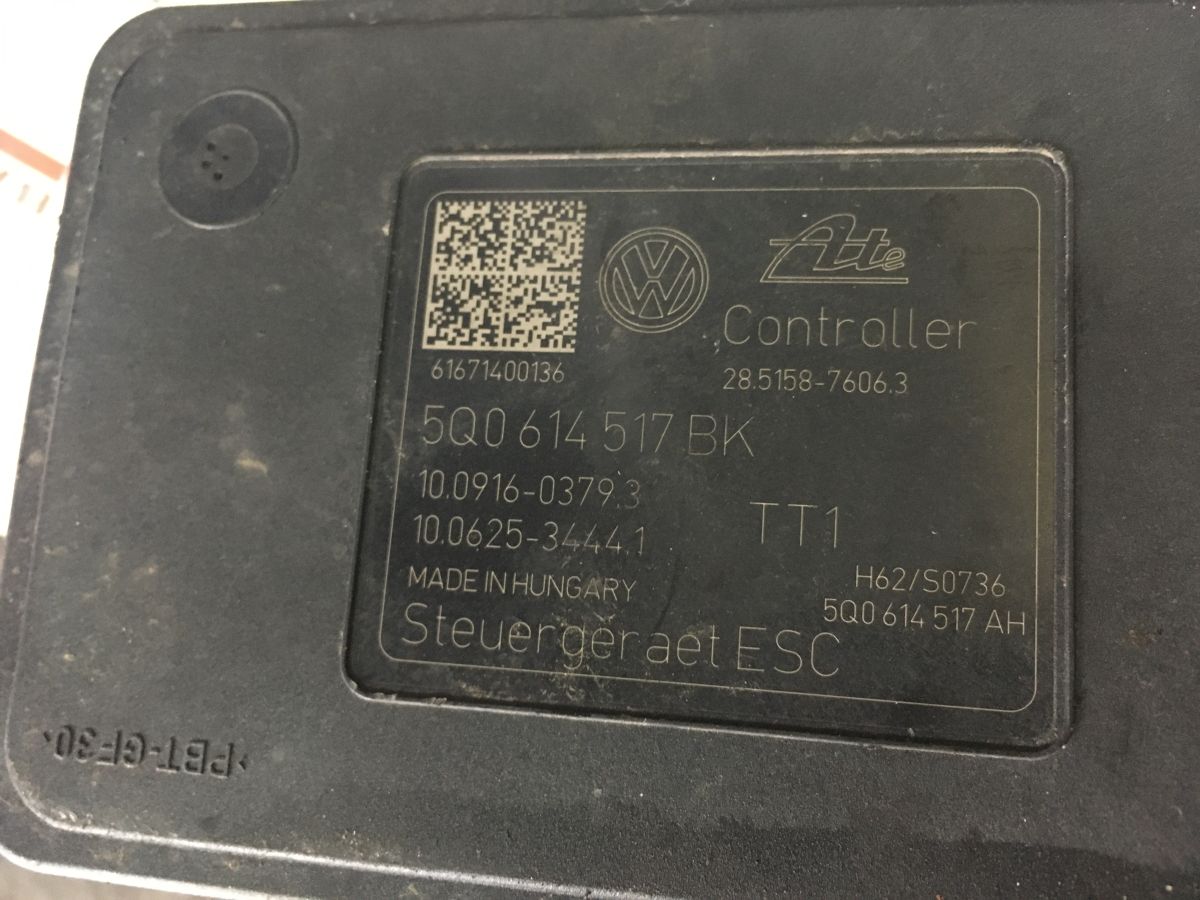 Ate
Controller
61671400136
28.5158-7606.3
5Q0 614 517 BK
10.0916-0379.3
10.0625-3444.1
TT1
MADE IN HUNGARY
H62/S0736
5Q0 614 517 AH
Steuergeraet ESC
>PBT-GF30<